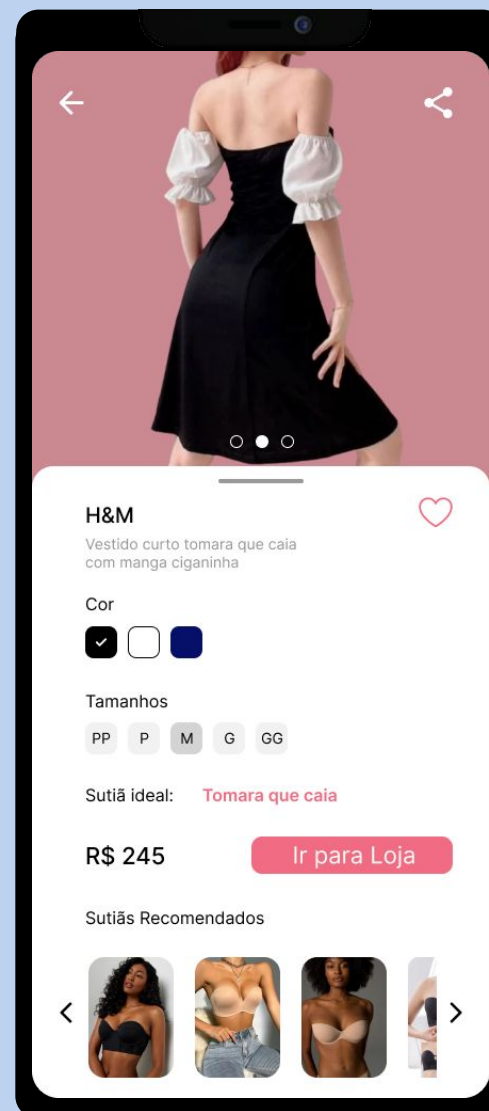 H&M
Vestido curto tomara que caia
com manga ciganinha
Cor
Tamanhos
PP P M G GG
Sutiã ideal: Tomara que caia
R$ 245 Ir para Loja
Sutiãs Recomendados